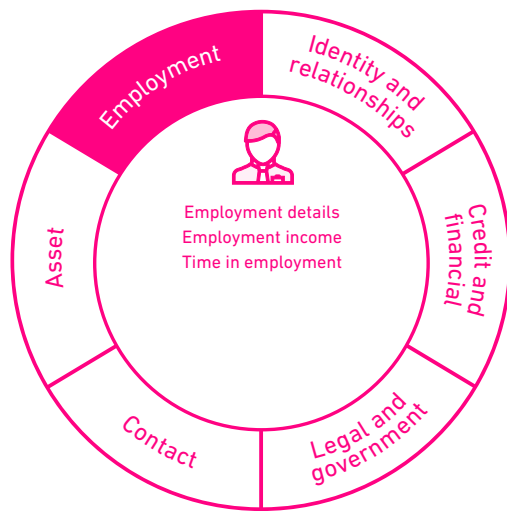 Employment
Identity and
relationships
Credit and
financial
Legal and
government
Contact
Asset
Employment details
Employment income
Time in employment